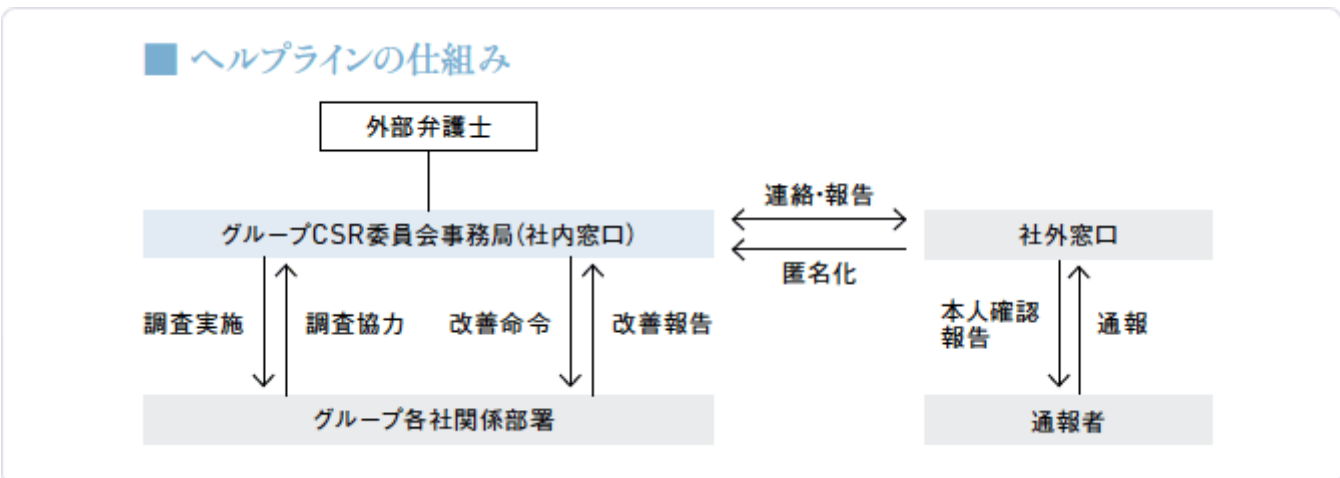 ■ ヘルプラインの仕組み
外部弁護士
連絡・報告
グループCSR委員会事務局(社内窓口)
社外窓口
匿名化
調査実施
調査協力
改善命令
改善報告
本人確認
報告
通報
グループ各社関係部署
通報者